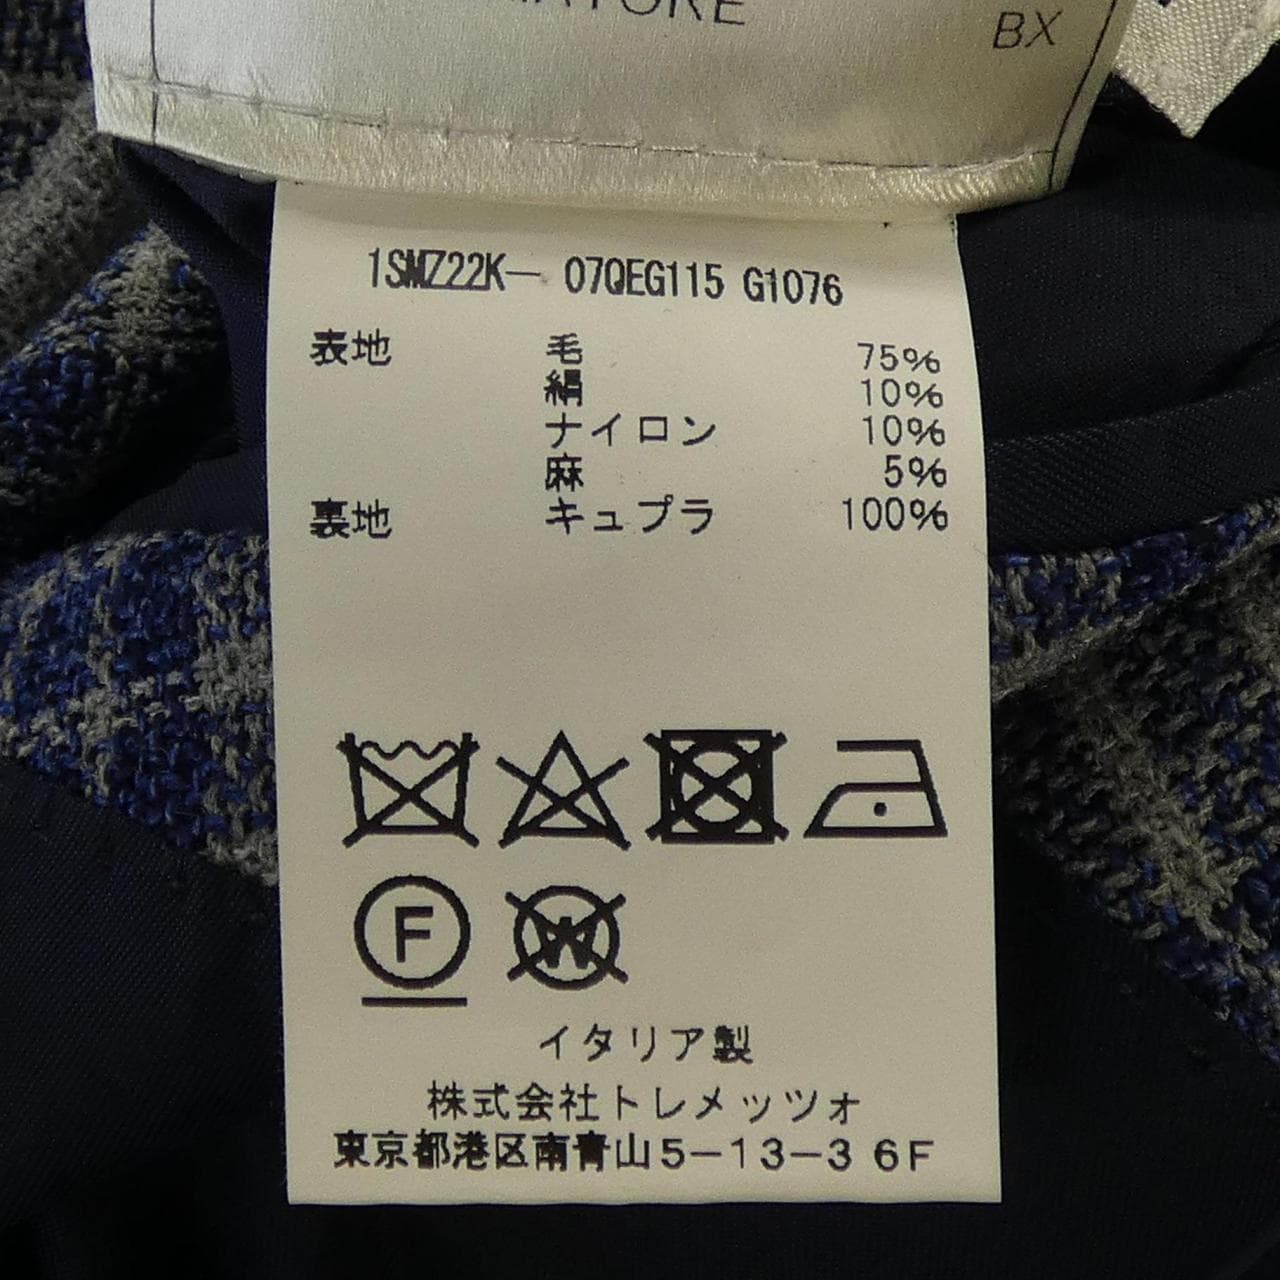 BX
1SMZ22K- 07QEG115 G1076
表地 毛 75%
絹 10%
ナイロン 10%
麻 5%
裏地 キュプラ 100%
F W
イタリア製
株式会社トレメッツォ
東京都港区南青山5-13-3 6F